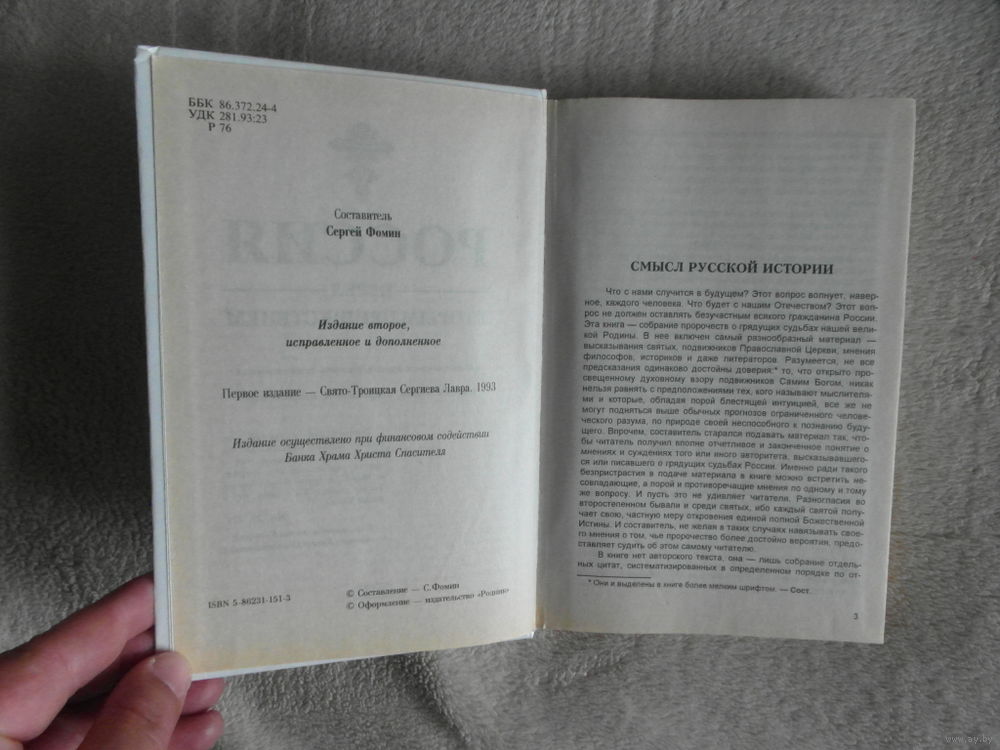 ББК 86.372.24-4
УДК 281.93:23
Р 76
Составитель
Сергей Фомин
Издание второе,
исправленное и дополненное
Первое издание — Свято-Троицкая Сергиева Лавра. 1993
Издание осуществлено при финансовом содействии
Банка Храма Христа Спасителя
ISBN 5-86231-151-3
© Составление — С.Фомин
© Оформление — издательство «Родник»
СМЫСЛ РУССКОЙ ИСТОРИИ
Что с нами случится в будущем? Этот вопрос волнует, навер-
ное, каждого человека. Что будет с нашим Отечеством? Этот воп-
рос не должен оставлять безучастным всякого гражданина России.
Эта книга — собрание пророчеств о грядущих судьбах нашей вели-
кой Родины. В нее включен самый разнообразный материал —
высказывания святых, подвижников Православной Церкви, мнения
философов, историков и даже литераторов. Разумеется, не все
предсказания одинаково достойны доверия:* то, что открыто про-
свещенному духовному взору подвижников Самим Богом, никак
нельзя равнять с предположениями тех, кого называют мыслителя-
ми и которые, обладая порой блестящей интуицией, все же не
могут подняться выше обычных прогнозов ограниченного челове-
ческого разума, по природе своей неспособного к познанию буду-
щего. Впрочем, составитель старался подавать материал так, что-
бы читатель получил вполне отчетливое и законченное понятие о
мнениях и суждениях того или иного авторитета, высказывавшего-
ся или писавшего о грядущих судьбах России. Именно ради такого
беспристрастия в подаче материала в книге можно встретить не-
совпадающие, а порой и противоречащие мнения по одному и тому
же вопросу. И пусть это не удивляет читателя. Разногласия во
второстепенном бывали и среди святых, ибо каждый святой полу-
чает свою, частную меру откровения единой полной Божественной
Истины. И составитель, не желая в таких случаях навязывать свое-
го мнения о том, чье пророчество более достойно вероятия, предо-
ставляет судить об этом самому читателю.
В книге нет авторского текста, она — лишь собрание отдель-
ных цитат, систематизированных в определенном порядке по от-
* Они и выделены в книге более мелким шрифтом. — Сост.
3
www.ay.by